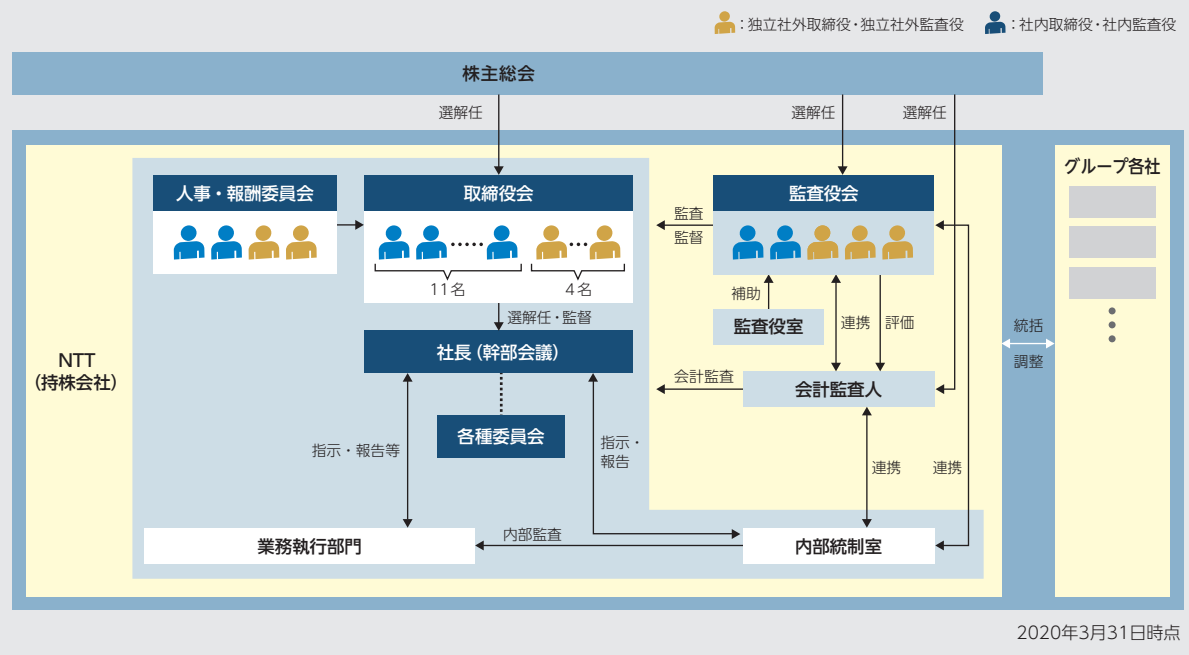 ：独立社外取締役・独立社外監査役
：社内取締役・社内監査役
株主総会
選解任
選解任
選解任
グループ各社
人事・報酬委員会
取締役会
監査役会
監査
監督
11名
4名
補助
選解任・監督
監査役室
連携
評価
統括
調整
社長（幹部会議）
NTT
（持株会社）
会計監査
会計監査人
各種委員会
指示・報告等
指示・
報告
連携
連携
内部監査
業務執行部門
内部統制室
2020年3月31日時点